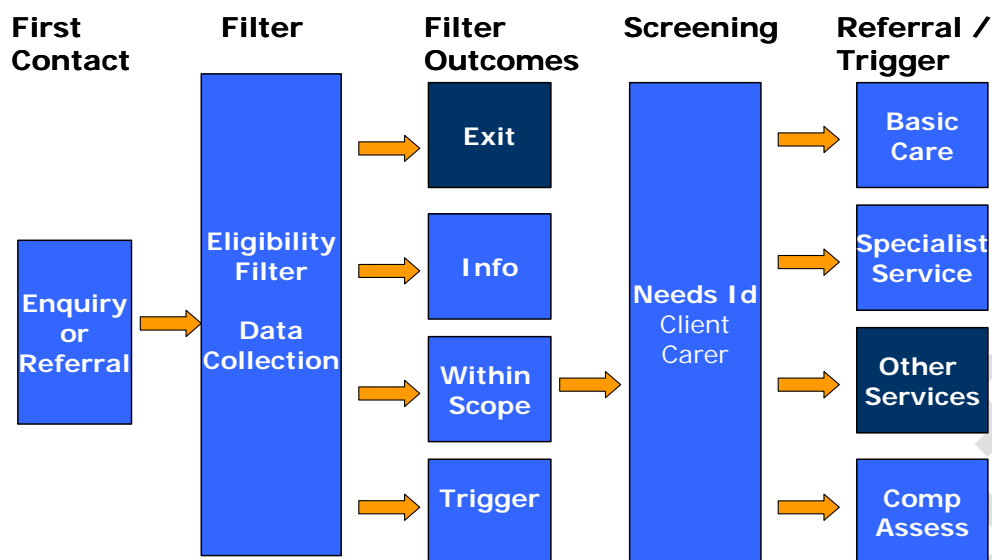 First
Contact
Filter
Filter
Outcomes
Screening
Referral /
Trigger
Enquiry
or
Referral
Eligibility
Filter
Data
Collection
Exit
Info
Within
Scope
Trigger
Needs Id
Client
Carer
Basic
Care
Specialist
Service
Other
Services
Comp
Assess